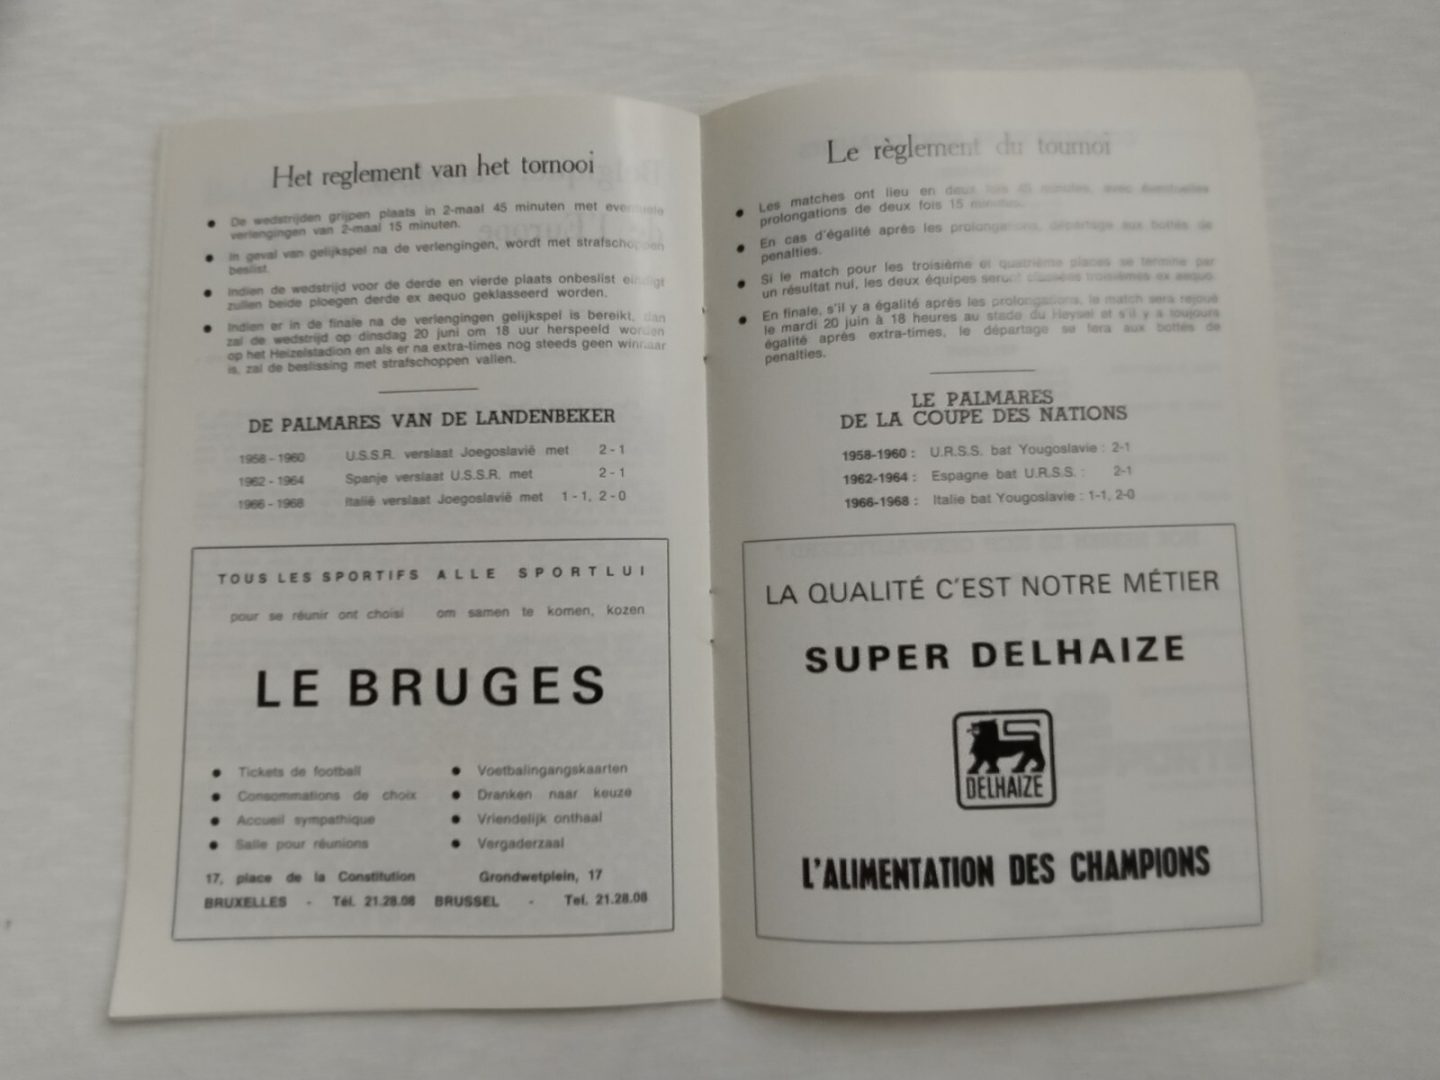 Het reglement van het tornooi
● De wedstrijden grijpen plaats in 2-maal 45 minuten met eventuele
verlengingen van 2-maal 15 minuten.
● In geval van gelijkspel na de verlengingen, wordt met strafschoppen
beslist.
● Indien de wedstrijd voor de derde en vierde plaats onbeslist eindigt
zullen beide ploegen derde ex aequo geklasseerd worden.
● Indien er in de finale na de verlengingen gelijkspel is bereikt, dan
zal de wedstrijd op dinsdag 20 juni om 18 uur herspeeld worden
op het Heizelstadion en als er na extra-times nog steeds geen winnaar
is, zal de beslissing met strafschoppen vallen.
DE PALMARES VAN DE LANDENBEKER
1958 - 1960 U.S.S.R. verslaat Joegoslavië met 2 - 1
1962 - 1964 Spanje verslaat U.S.S.R. met 2 - 1
1966 - 1968 Italië verslaat Joegoslavië met 1 - 1, 2 - 0
TOUS LES SPORTIFS ALLE SPORTLUI
pour se réunir ont choisi om samen te komen, kozen
LE BRUGES
● Tickets de football ● Voetbalingangskaarten
● Consommations de choix ● Dranken naar keuze
● Accueil sympathique ● Vriendelijk onthaal
● Salle pour réunions ● Vergaderzaal
17, place de la Constitution Grondwetplein, 17
BRUXELLES - Tél. 21.28.08 BRUSSEL - Tel. 21.28.08
Le règlement du tournoi
● Les matches ont lieu en deux fois 45 minutes, avec éventuelles
prolongations de deux fois 15 minutes.
● En cas d'égalité après les prolongations, départage aux bottés de
penalties.
● Si le match pour les troisième et quatrième places se termine par
un résultat nul, les deux équipes seront classées troisièmes ex aequo.
● En finale, s'il y a égalité après les prolongations, le match sera rejoué
le mardi 20 juin à 18 heures au stade du Heysel et s'il y a toujours
égalité après extra-times, le départage se fera aux bottés de
penalties.
LE PALMARES
DE LA COUPE DES NATIONS
1958-1960 : U.R.S.S. bat Yougoslavie : 2-1
1962-1964 : Espagne bat U.R.S.S. : 2-1
1966-1968 : Italie bat Yougoslavie : 1-1, 2-0
LA QUALITÉ C'EST NOTRE MÉTIER
SUPER DELHAIZE
DELHAIZE
L'ALIMENTATION DES CHAMPIONS